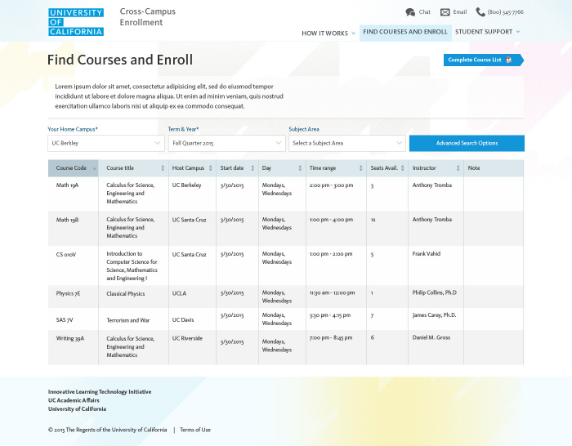 UNIVERSITY
OF
CALIFORNIA
Cross-Campus
Enrollment
Chat Email (800) 345 7766
HOW IT WORKS FIND COURSES AND ENROLL STUDENT SUPPORT
Find Courses and Enroll
Complete Course List
Lorem ipsum dolor sit amet, consectetur adipisicing elit, sed do eiusmod tempor
incididunt ut labore et dolore magna aliqua. Ut enim ad minim veniam, quis nostrud
exercitation ullamco laboris nisi ut aliquip ex ea commodo consequat.
Your Home Campus* Term & Year* Subject Area
UC Berkley Fall Quarter 2015 Select a Subject Area Advanced Search Options
Course Code Course title Host Campus Start date Day Time range Seats Avail. Instructor Note
Math 19A Calculus for Science, Engineering and Mathematics UC Berkeley 3/30/2015 Mondays, Wednesdays 2:00 pm - 3:00 pm 3 Anthony Tromba
Math 19B Calculus for Science, Engineering and Mathematics UC Santa Cruz 3/30/2015 Mondays, Wednesdays 1:00 pm - 4:00 pm Anthony Tromba
CS 010V Introduction to Computer Science for Science, Mathematics and Engineering I UC Santa Cruz 3/30/2015 Mondays, Wednesdays 1:00 pm - 2:00 pm 5 Frank Vahid
Physics 7E Classical Physics UCLA 3/30/2015 Mondays, Wednesdays 11:30 am - 12:00 pm 1 Philip Collins, Ph.D
SAS 7V Terrorism and War UC Davis 3/30/2015 Mondays, Wednesdays 3:30 pm - 4:15 pm 7 James Carey, Ph.D.
Writing 39A Calculus for Science, Engineering and Mathematics UC Riverside 3/30/2015 Mondays, Wednesdays 7:00 pm - 8:45 pm 6 Daniel M. Gross
Innovative Learning Technology Initiative
UC Academic Affairs
University of California
© 2015 The Regents of the University of California | Terms of Use